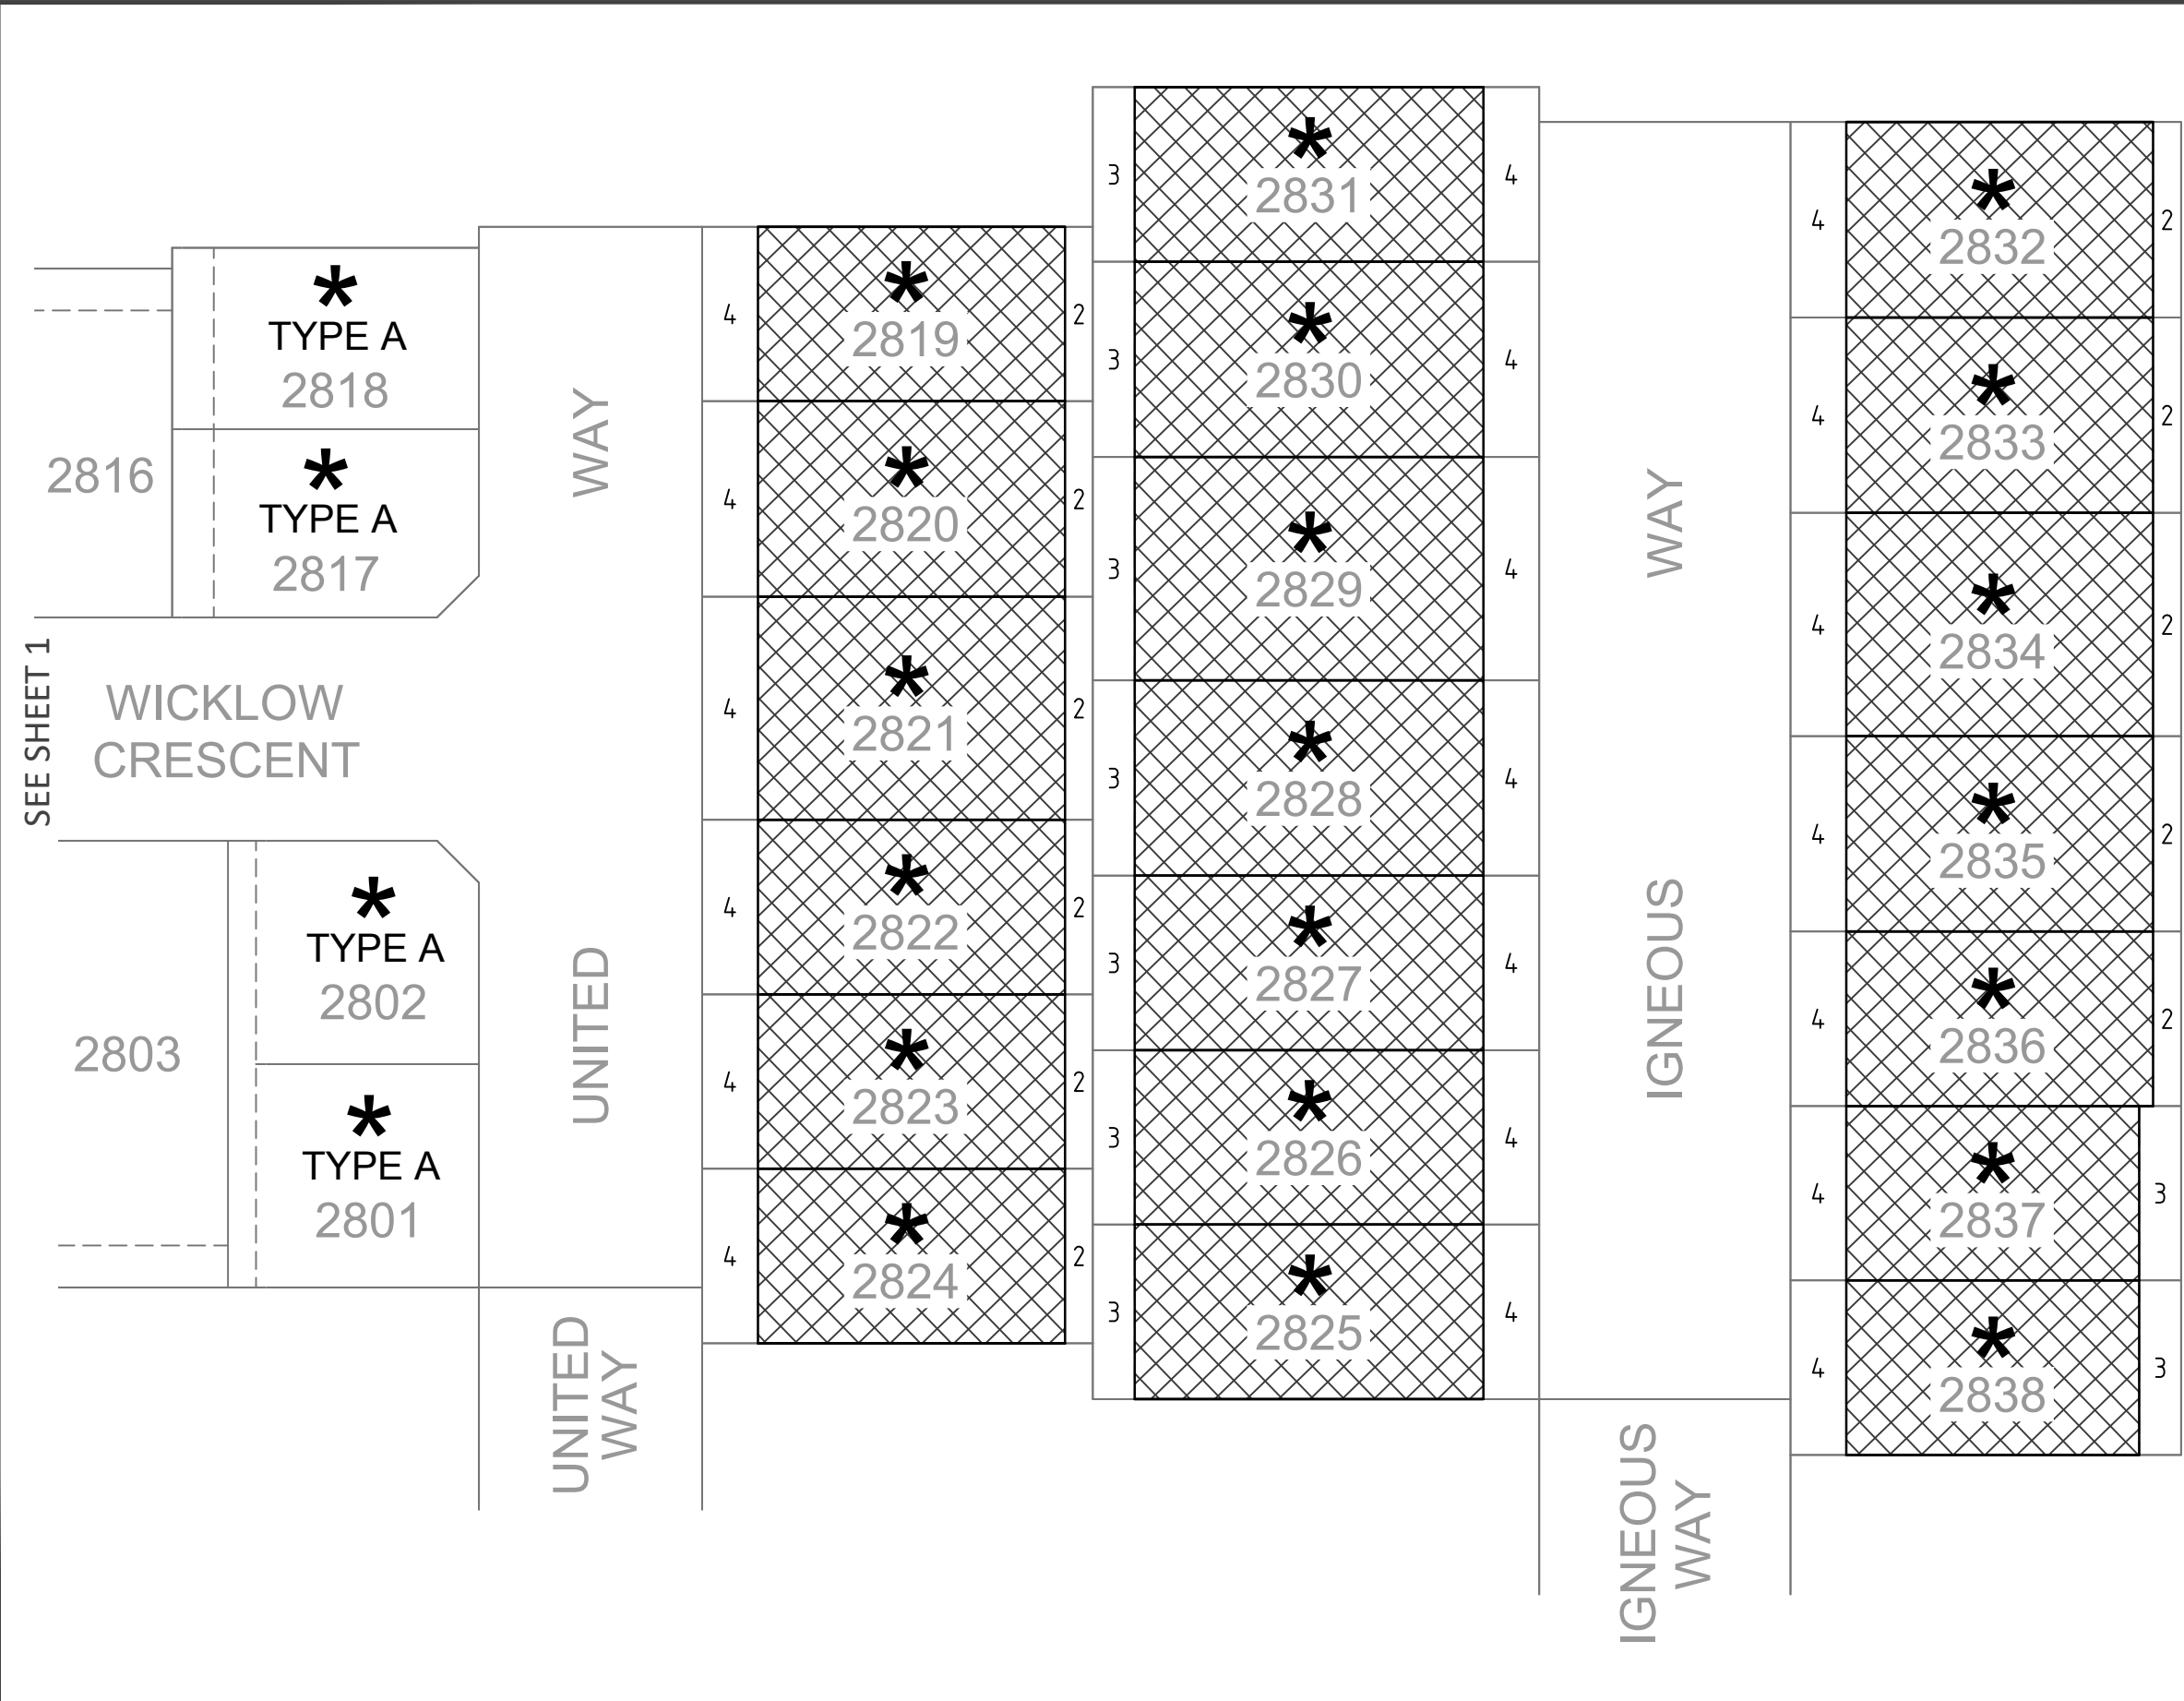 SEE SHEET 1
2816
*
TYPE A
2818
*
TYPE A
2817
WICKLOW
CRESCENT
2803
*
TYPE A
2802
*
TYPE A
2801
UNITED WAY
UNITED
WAY
4 * 2
2819
4 * 2
2820
4 * 2
2821
4 * 2
2822
4 * 2
2823
4 * 2
2824
3 * 4
2831
3 * 4
2830
3 * 4
2829
3 * 4
2828
3 * 4
2827
3 * 4
2826
3 * 4
2825
IGNEOUS WAY
IGNEOUS
WAY
4 * 2
2832
4 * 2
2833
4 * 2
2834
4 * 2
2835
4 * 2
2836
4 * 3
2837
4 * 3
2838